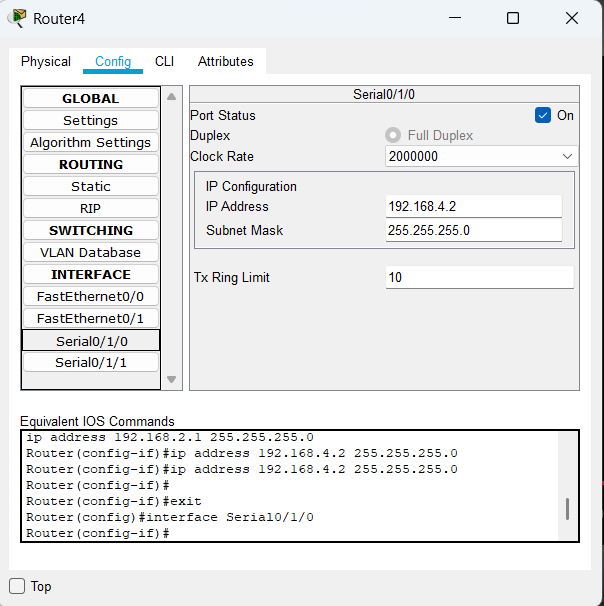 Router4
Physical Config CLI Attributes
GLOBAL
Settings
Algorithm Settings
ROUTING
Static
RIP
SWITCHING
VLAN Database
INTERFACE
FastEthernet0/0
FastEthernet0/1
Serial0/1/0
Serial0/1/1
Serial0/1/0
Port Status On
Duplex Full Duplex
Clock Rate 2000000
IP Configuration
IP Address 192.168.4.2
Subnet Mask 255.255.255.0
Tx Ring Limit 10
Equivalent IOS Commands
ip address 192.168.2.1 255.255.255.0
Router(config-if)#ip address 192.168.4.2 255.255.255.0
Router(config-if)#ip address 192.168.4.2 255.255.255.0
Router(config-if)#
Router(config-if)#exit
Router(config)#interface Serial0/1/0
Router(config-if)#
Top